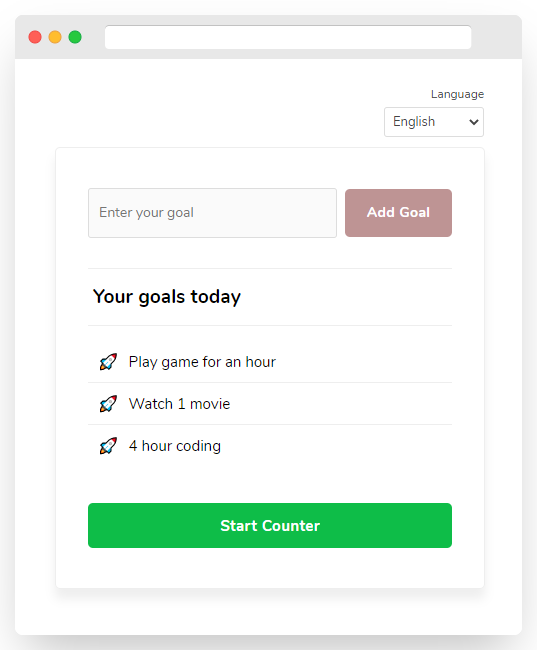 Language
English
Enter your goal
Add Goal
Your goals today
Play game for an hour
Watch 1 movie
4 hour coding
Start Counter